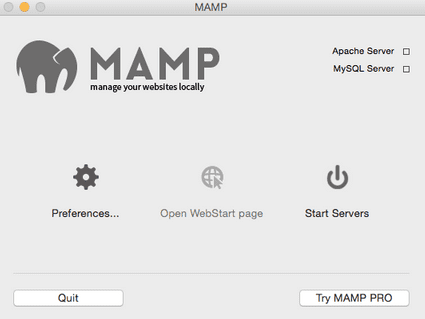 MAMP
MAMP
manage your websites locally
Apache Server
MySQL Server
Preferences...
Open WebStart page
Start Servers
Quit
Try MAMP PRO